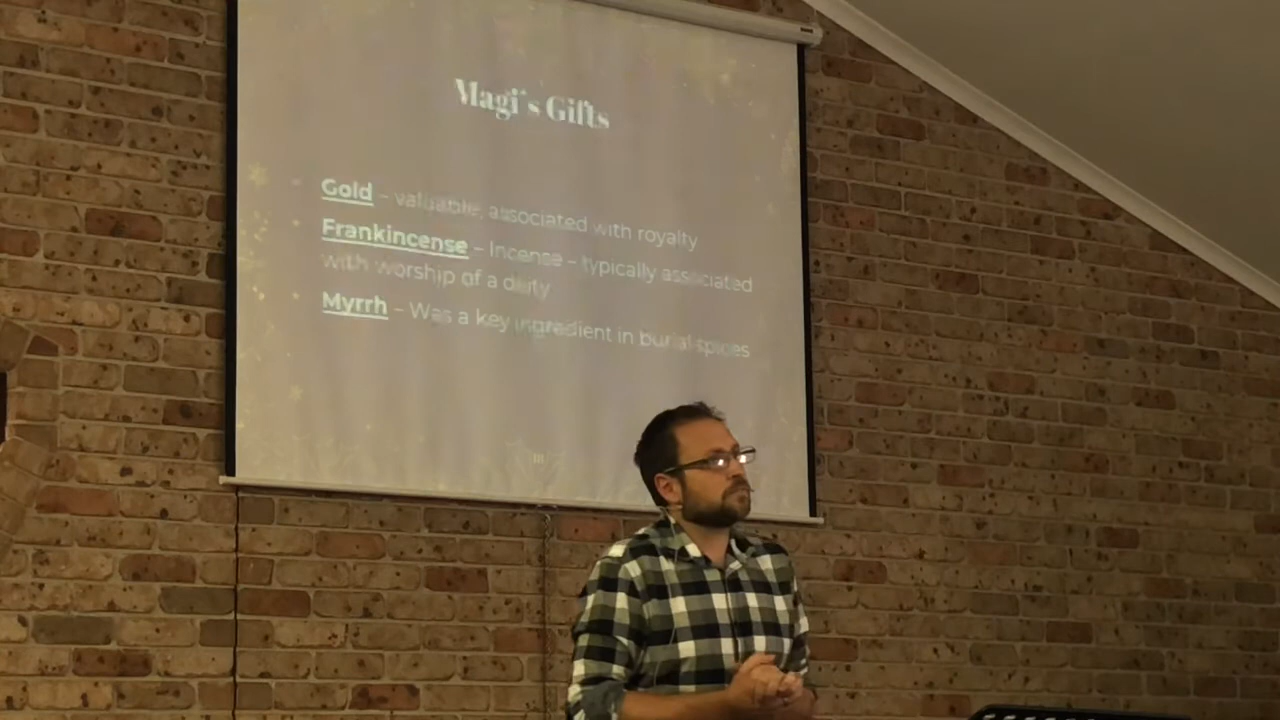 Magi's Gifts
Gold – valuable, associated with royalty
Frankincense – Incense – typically associated
with worship of a deity
Myrrh – Was a key ingredient in burial spices